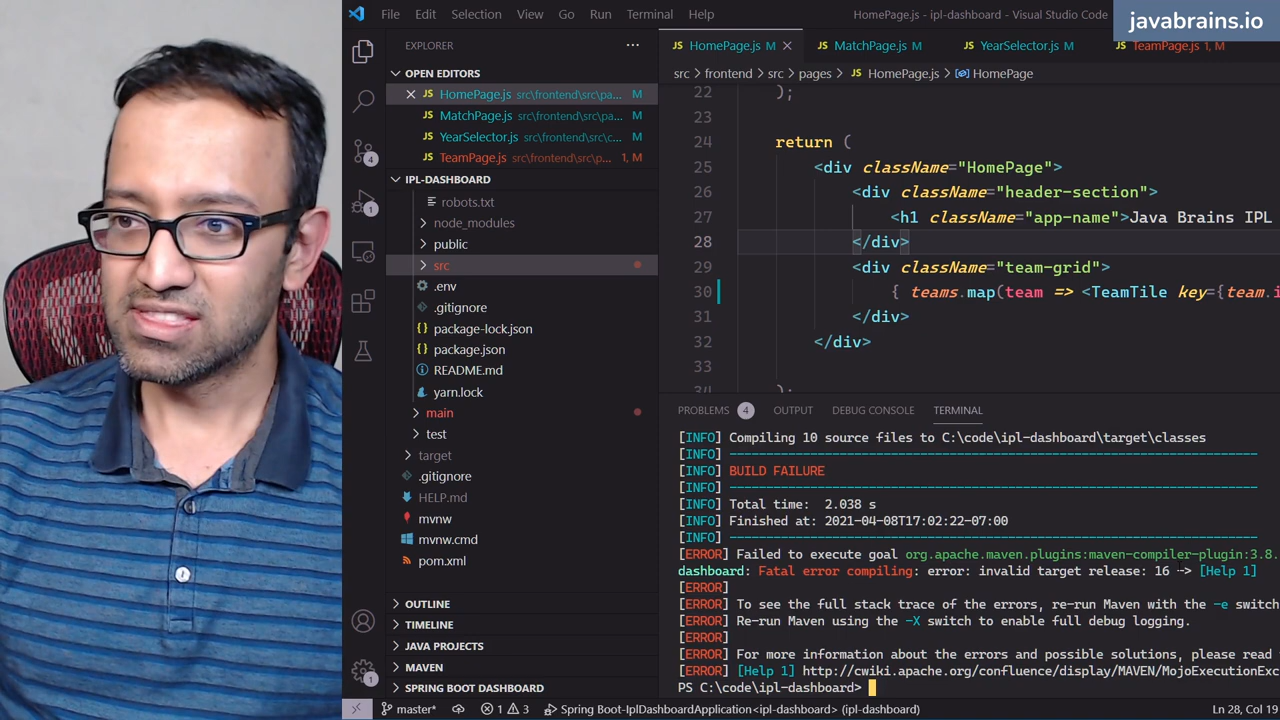 File Edit Selection View Go Run Terminal Help
HomePage.js - ipl-dashboard - Visual Studio Code
javabrains.io
EXPLORER
OPEN EDITORS
HomePage.js src\frontend\src\pa... M
MatchPage.js src\frontend\src\pa... M
YearSelector.js src\frontend\src\c... M
TeamPage.js src\frontend\src\p... 1, M
IPL-DASHBOARD
robots.txt
node_modules
public
src
.env
.gitignore
package-lock.json
package.json
README.md
yarn.lock
main
test
target
.gitignore
HELP.md
mvnw
mvnw.cmd
pom.xml
OUTLINE
TIMELINE
JAVA PROJECTS
MAVEN
SPRING BOOT DASHBOARD
4
1
1
JS HomePage.js M
JS MatchPage.js M
JS YearSelector.js M
JS TeamPage.js 1, M
src > frontend > src > pages > JS HomePage.js > HomePage
22 );
23
24 return (
25 <div className="HomePage">
26 <div className="header-section">
27 <h1 className="app-name">Java Brains IPL
28 </div>
29 <div className="team-grid">
30 { teams.map(team => <TeamTile key={team.i
31 </div>
32 </div>
33
34 );
PROBLEMS 4 OUTPUT DEBUG CONSOLE TERMINAL
[INFO] Compiling 10 source files to C:\code\ipl-dashboard\target\classes
[INFO] ------------------------------------------------------------------------
[INFO] BUILD FAILURE
[INFO] ------------------------------------------------------------------------
[INFO] Total time: 2.038 s
[INFO] Finished at: 2021-04-08T17:02:22-07:00
[INFO] ------------------------------------------------------------------------
[ERROR] Failed to execute goal org.apache.maven.plugins:maven-compiler-plugin:3.8.
dashboard: Fatal error compiling: error: invalid target release: 16 -> [Help 1]
[ERROR]
[ERROR] To see the full stack trace of the errors, re-run Maven with the -e switch
[ERROR] Re-run Maven using the -X switch to enable full debug logging.
[ERROR]
[ERROR] For more information about the errors and possible solutions, please read
[ERROR] [Help 1] http://cwiki.apache.org/confluence/display/MAVEN/MojoExecutionExc
PS C:\code\ipl-dashboard>
master* 1 3 Spring Boot-IplDashboardApplication<ipl-dashboard> (ipl-dashboard)
Ln 28, Col 19